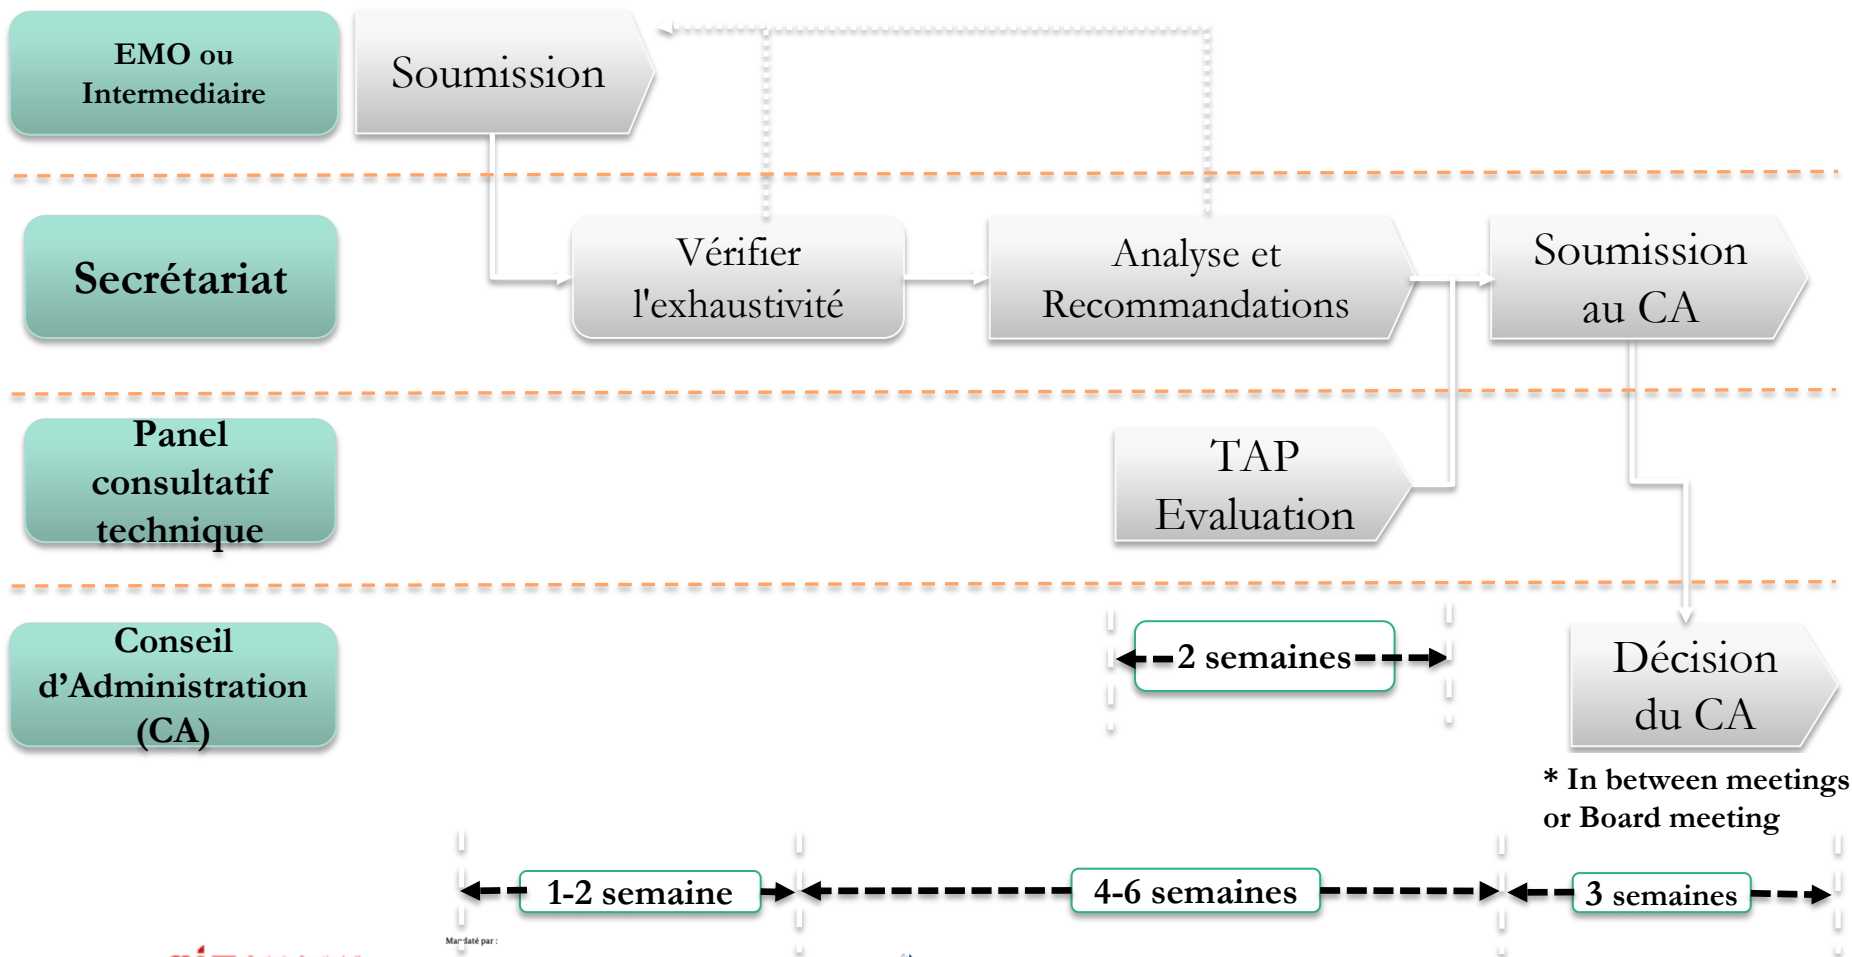 EMO ou
Intermediaire
Soumission
Secrétariat
Vérifier
l'exhaustivité
Analyse et
Recommandations
Soumission
au CA
Panel
consultatif
technique
TAP
Evaluation
Conseil
d’Administration
(CA)
2 semaines
Décision
du CA
* In between meetings
or Board meeting
1-2 semaine
4-6 semaines
3 semaines
Mandaté par :